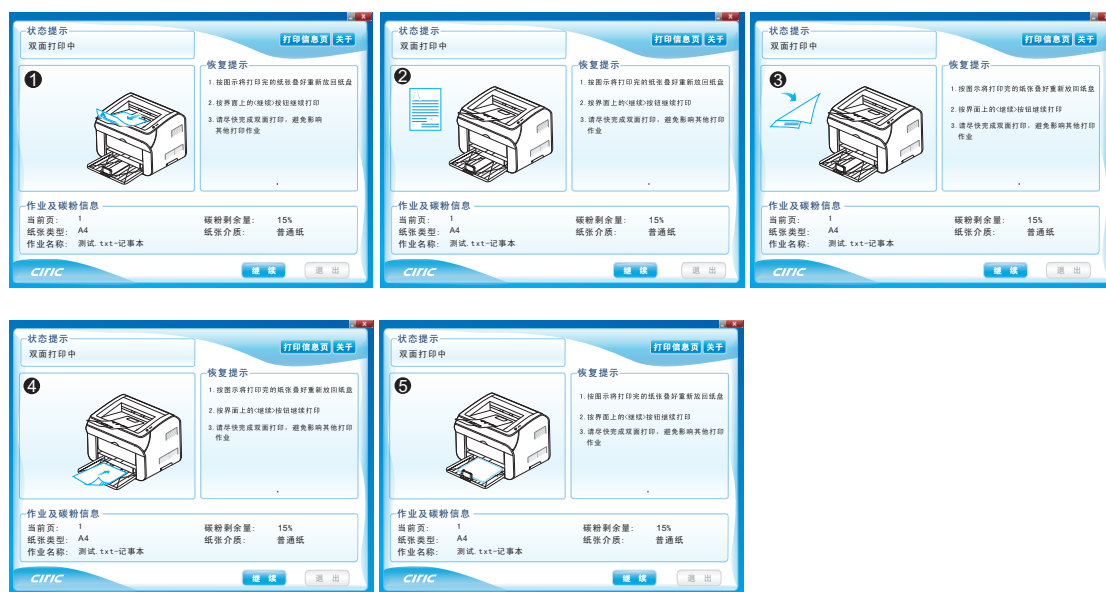 状态提示
双面打印中
打印信息页 关于
恢复提示
1
1.按图示将打印完的纸张叠好重新放回纸盘
2.按界面上的<继续>按钮继续打印
3.请尽快完成双面打印，避免影响
其他打印作业
作业及碳粉信息
当前页: 1 碳粉剩余量: 15%
纸张类型: A4 纸张介质: 普通纸
作业名称: 测试.txt-记事本
CIFIC 继 续 退 出
状态提示
双面打印中
打印信息页 关于
恢复提示
2
1.按图示将打印完的纸张叠好重新放回纸盘
2.按界面上的<继续>按钮继续打印
3.请尽快完成双面打印，避免影响其他打印
作业
作业及碳粉信息
当前页: 1 碳粉剩余量: 15%
纸张类型: A4 纸张介质: 普通纸
作业名称: 测试.txt-记事本
CIFIC 继 续 退 出
状态提示
双面打印中
打印信息页 关于
恢复提示
3
1.按图示将打印完的纸张叠好重新放回纸盘
2.按界面上的<继续>按钮继续打印
3.请尽快完成双面打印，避免影响其他打印
作业
作业及碳粉信息
当前页: 1 碳粉剩余量: 15%
纸张类型: A4 纸张介质: 普通纸
作业名称: 测试.txt-记事本
CIFIC 继 续 退 出
状态提示
双面打印中
打印信息页 关于
恢复提示
4
1.按图示将打印完的纸张叠好重新放回纸盘
2.按界面上的<继续>按钮继续打印
3.请尽快完成双面打印，避免影响其他打印
作业
作业及碳粉信息
当前页: 1 碳粉剩余量: 15%
纸张类型: A4 纸张介质: 普通纸
作业名称: 测试.txt-记事本
CIFIC 继 续 退 出
状态提示
双面打印中
打印信息页 关于
恢复提示
5
1.按图示将打印完的纸张叠好重新放回纸盘
2.按界面上的<继续>按钮继续打印
3.请尽快完成双面打印，避免影响其他打印
作业
作业及碳粉信息
当前页: 1 碳粉剩余量: 15%
纸张类型: A4 纸张介质: 普通纸
作业名称: 测试.txt-记事本
CIFIC 继 续 退 出